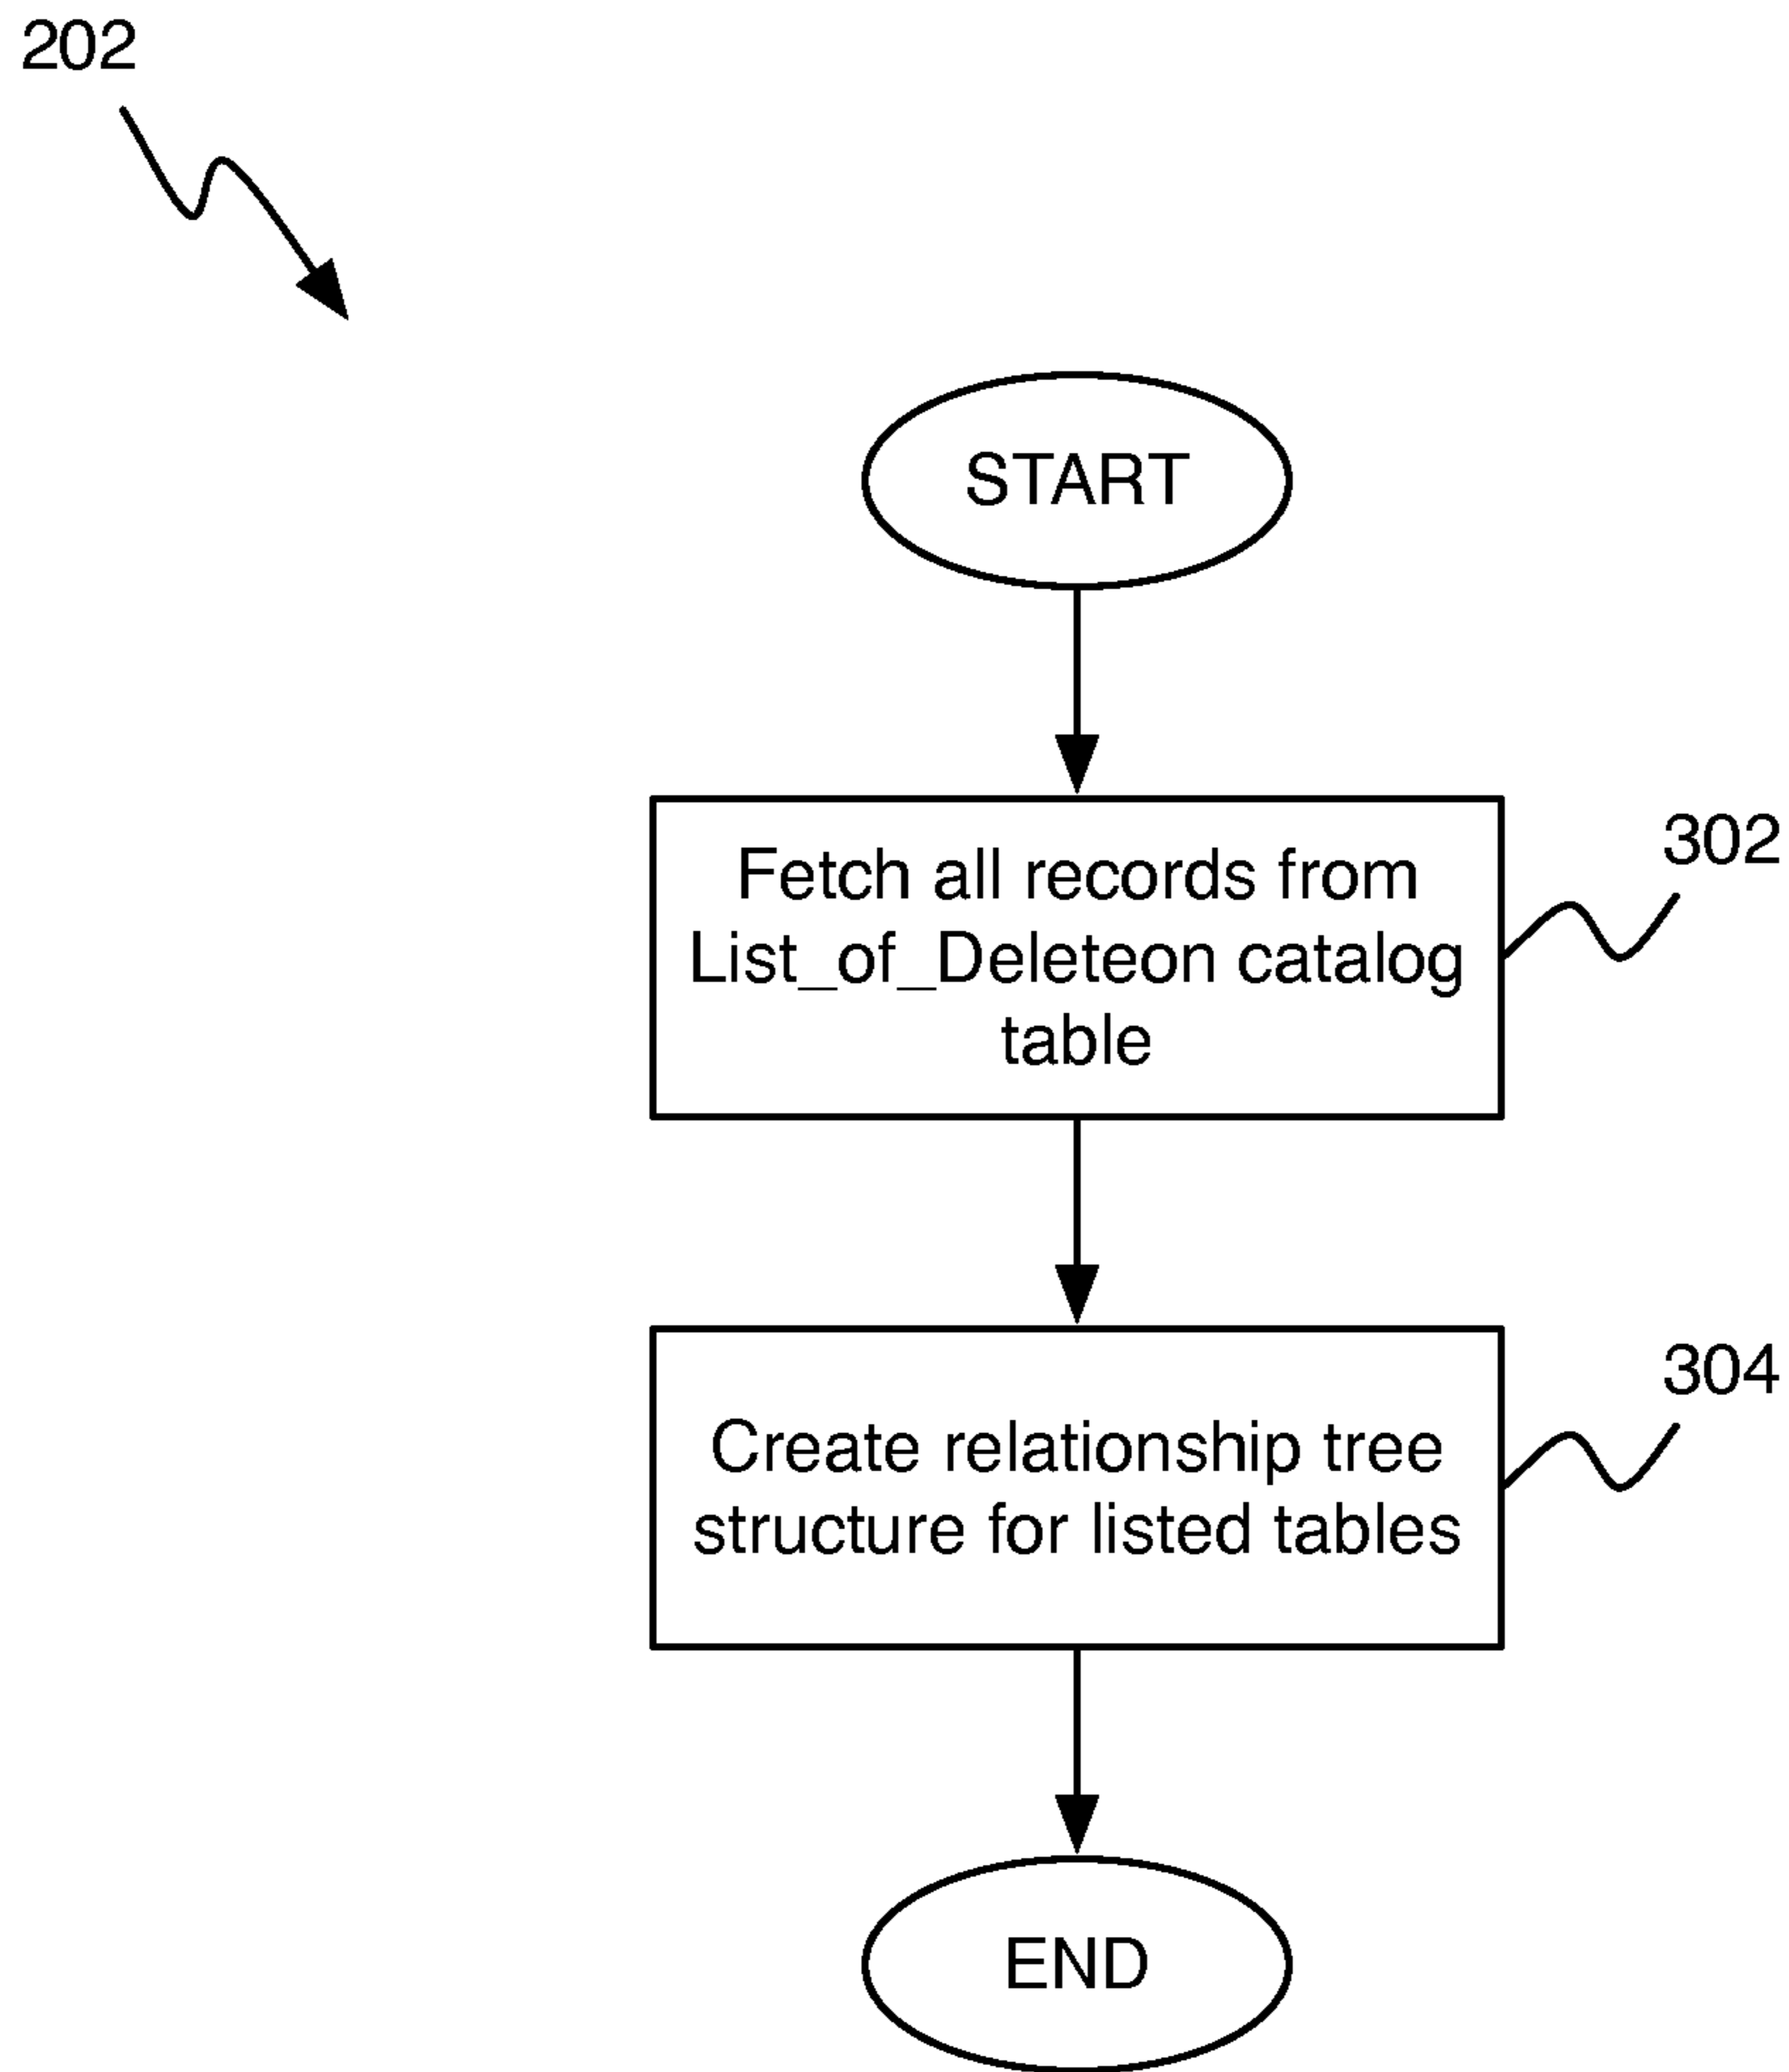 202
START
Fetch all records from
List_of_Deleteon catalog
table
302
Create relationship tree
structure for listed tables
304
END